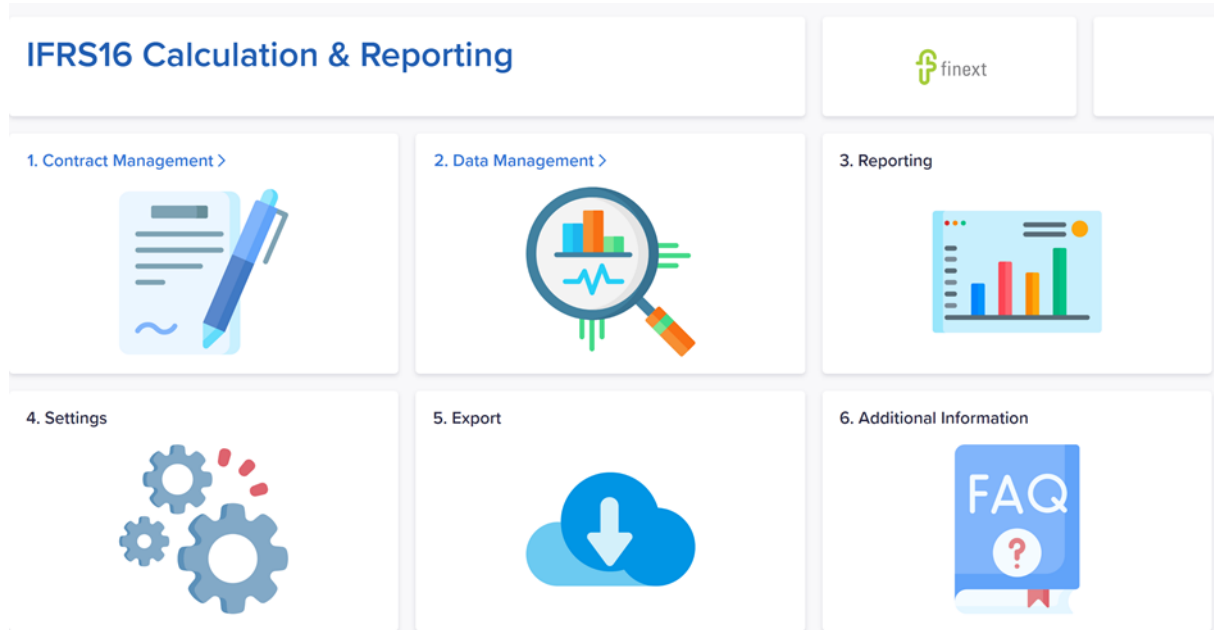 IFRS16 Calculation & Reporting
finext
1. Contract Management >
2. Data Management >
3. Reporting
4. Settings
5. Export
6. Additional Information
FAQ
?